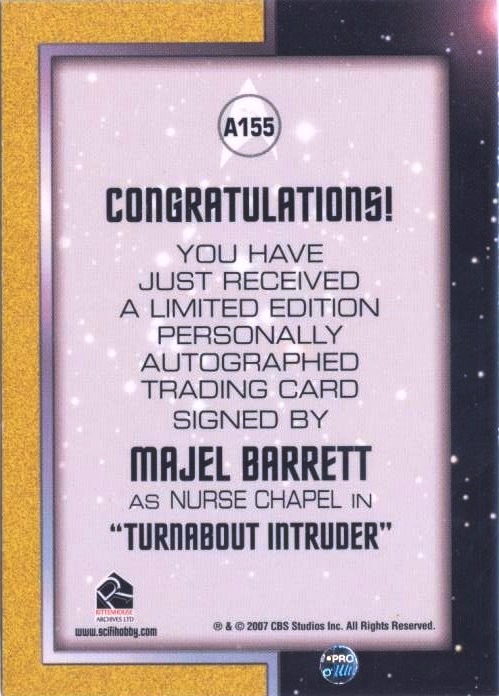 A155
CONGRATULATIONS!
YOU HAVE
JUST RECEIVED
A LIMITED EDITION
PERSONALLY
AUTOGRAPHED
TRADING CARD
SIGNED BY
MAJEL BARRETT
AS NURSE CHAPEL IN
"TURNABOUT INTRUDER"
RITTENHOUSE
ARCHIVES LTD
www.scifihobby.com
® & © 2007 CBS Studios Inc. All Rights Reserved.
PRO